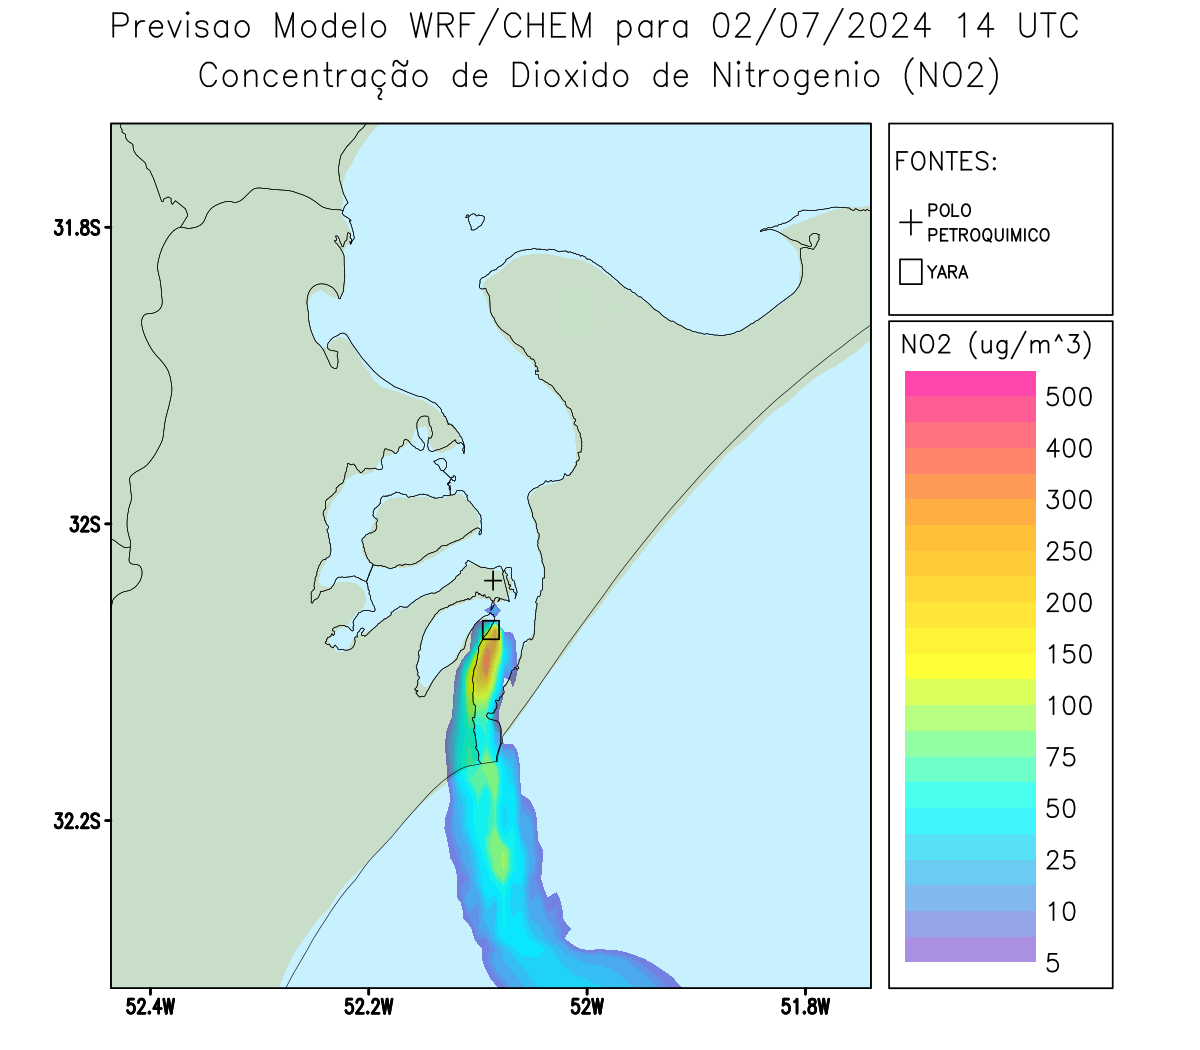 Previsao Modelo WRF/CHEM para 02/07/2024 14 UTC
Concentração de Dioxido de Nitrogenio (NO2)
FONTES:
POLO
PETROQUIMICO
YARA
NO2 (ug/m^3)
500
400
300
250
200
150
100
75
50
25
10
5
31.8S
32S
32.2S
52.4W
52.2W
52W
51.8W